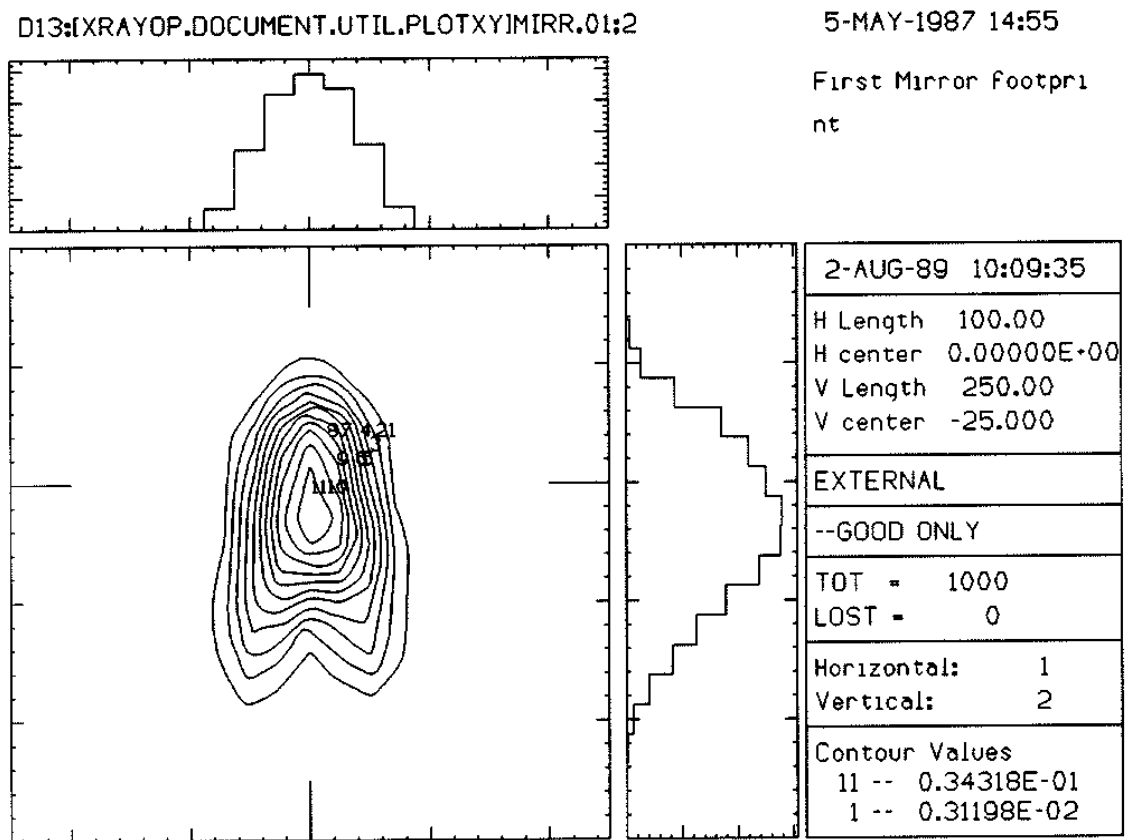 D13:[XRAYOP.DOCUMENT.UTIL.PLOTXY]MIRR.01;2
5-MAY-1987 14:55
First Mirror Footpri
nt
2-AUG-89 10:09:35
H Length 100.00
H center 0.00000E+00
V Length 250.00
V center -25.000
EXTERNAL
--GOOD ONLY
TOT = 1000
LOST = 0
Horizontal: 1
Vertical: 2
Contour Values
11 -- 0.34318E-01
1 -- 0.31198E-02